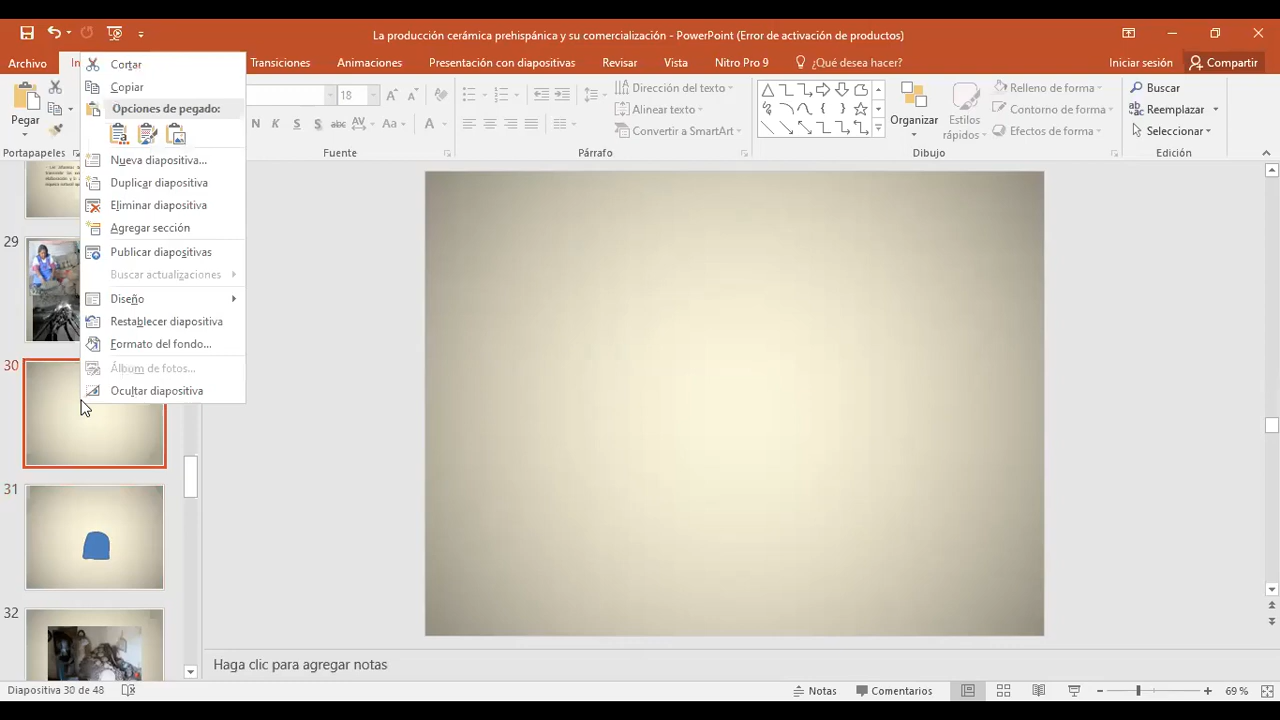 La producción cerámica prehispánica y su comercialización - PowerPoint (Error de activación de productos)
Archivo
Transiciones
Animaciones
Presentación con diapositivas
Revisar
Vista
Nitro Pro 9
¿Qué desea hacer?
Iniciar sesión
Compartir
Pegar
Portapapeles
18
N
K
S
S
abc
AV
Aa
A
Fuente
Dirección del texto
Alinear texto
Convertir a SmartArt
Párrafo
Organizar
Estilos
rápidos
Relleno de forma
Contorno de forma
Efectos de forma
Dibujo
Buscar
Reemplazar
Seleccionar
Edición
Cortar
Copiar
Opciones de pegado:
Nueva diapositiva...
Duplicar diapositiva
Eliminar diapositiva
Agregar sección
Publicar diapositivas
Buscar actualizaciones
Diseño
Restablecer diapositiva
Formato del fondo...
Álbum de fotos...
Ocultar diapositiva
29
30
31
32
Haga clic para agregar notas
Diapositiva 30 de 48
Notas
Comentarios
69 %